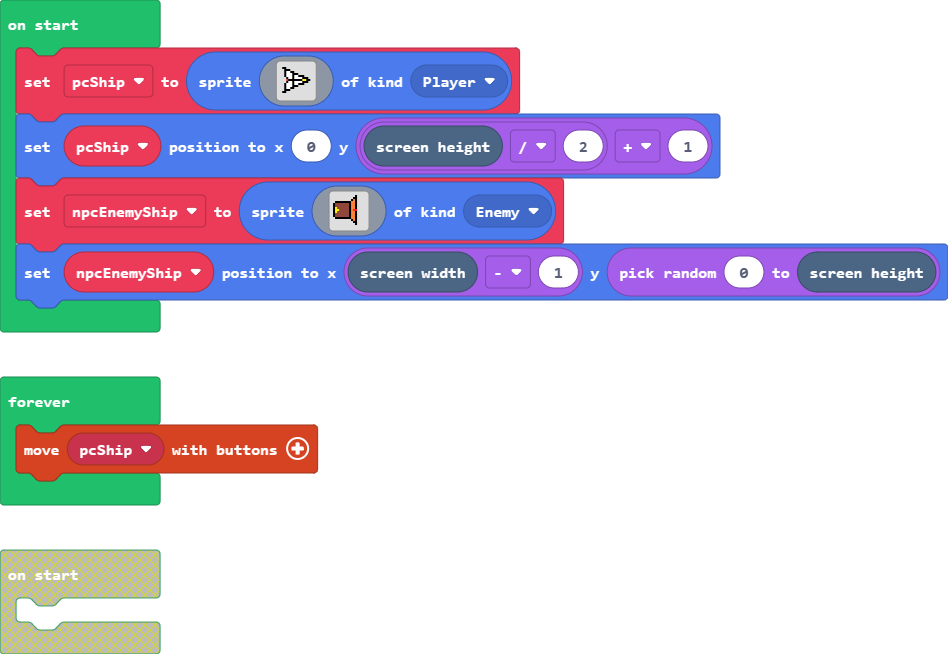 on start
set pcShip to sprite of kind Player
set pcShip position to x 0 y screen height / 2 + 1
set npcEnemyShip to sprite of kind Enemy
set npcEnemyShip position to x screen width - 1 y pick random 0 to screen height
forever
move pcShip with buttons
on start